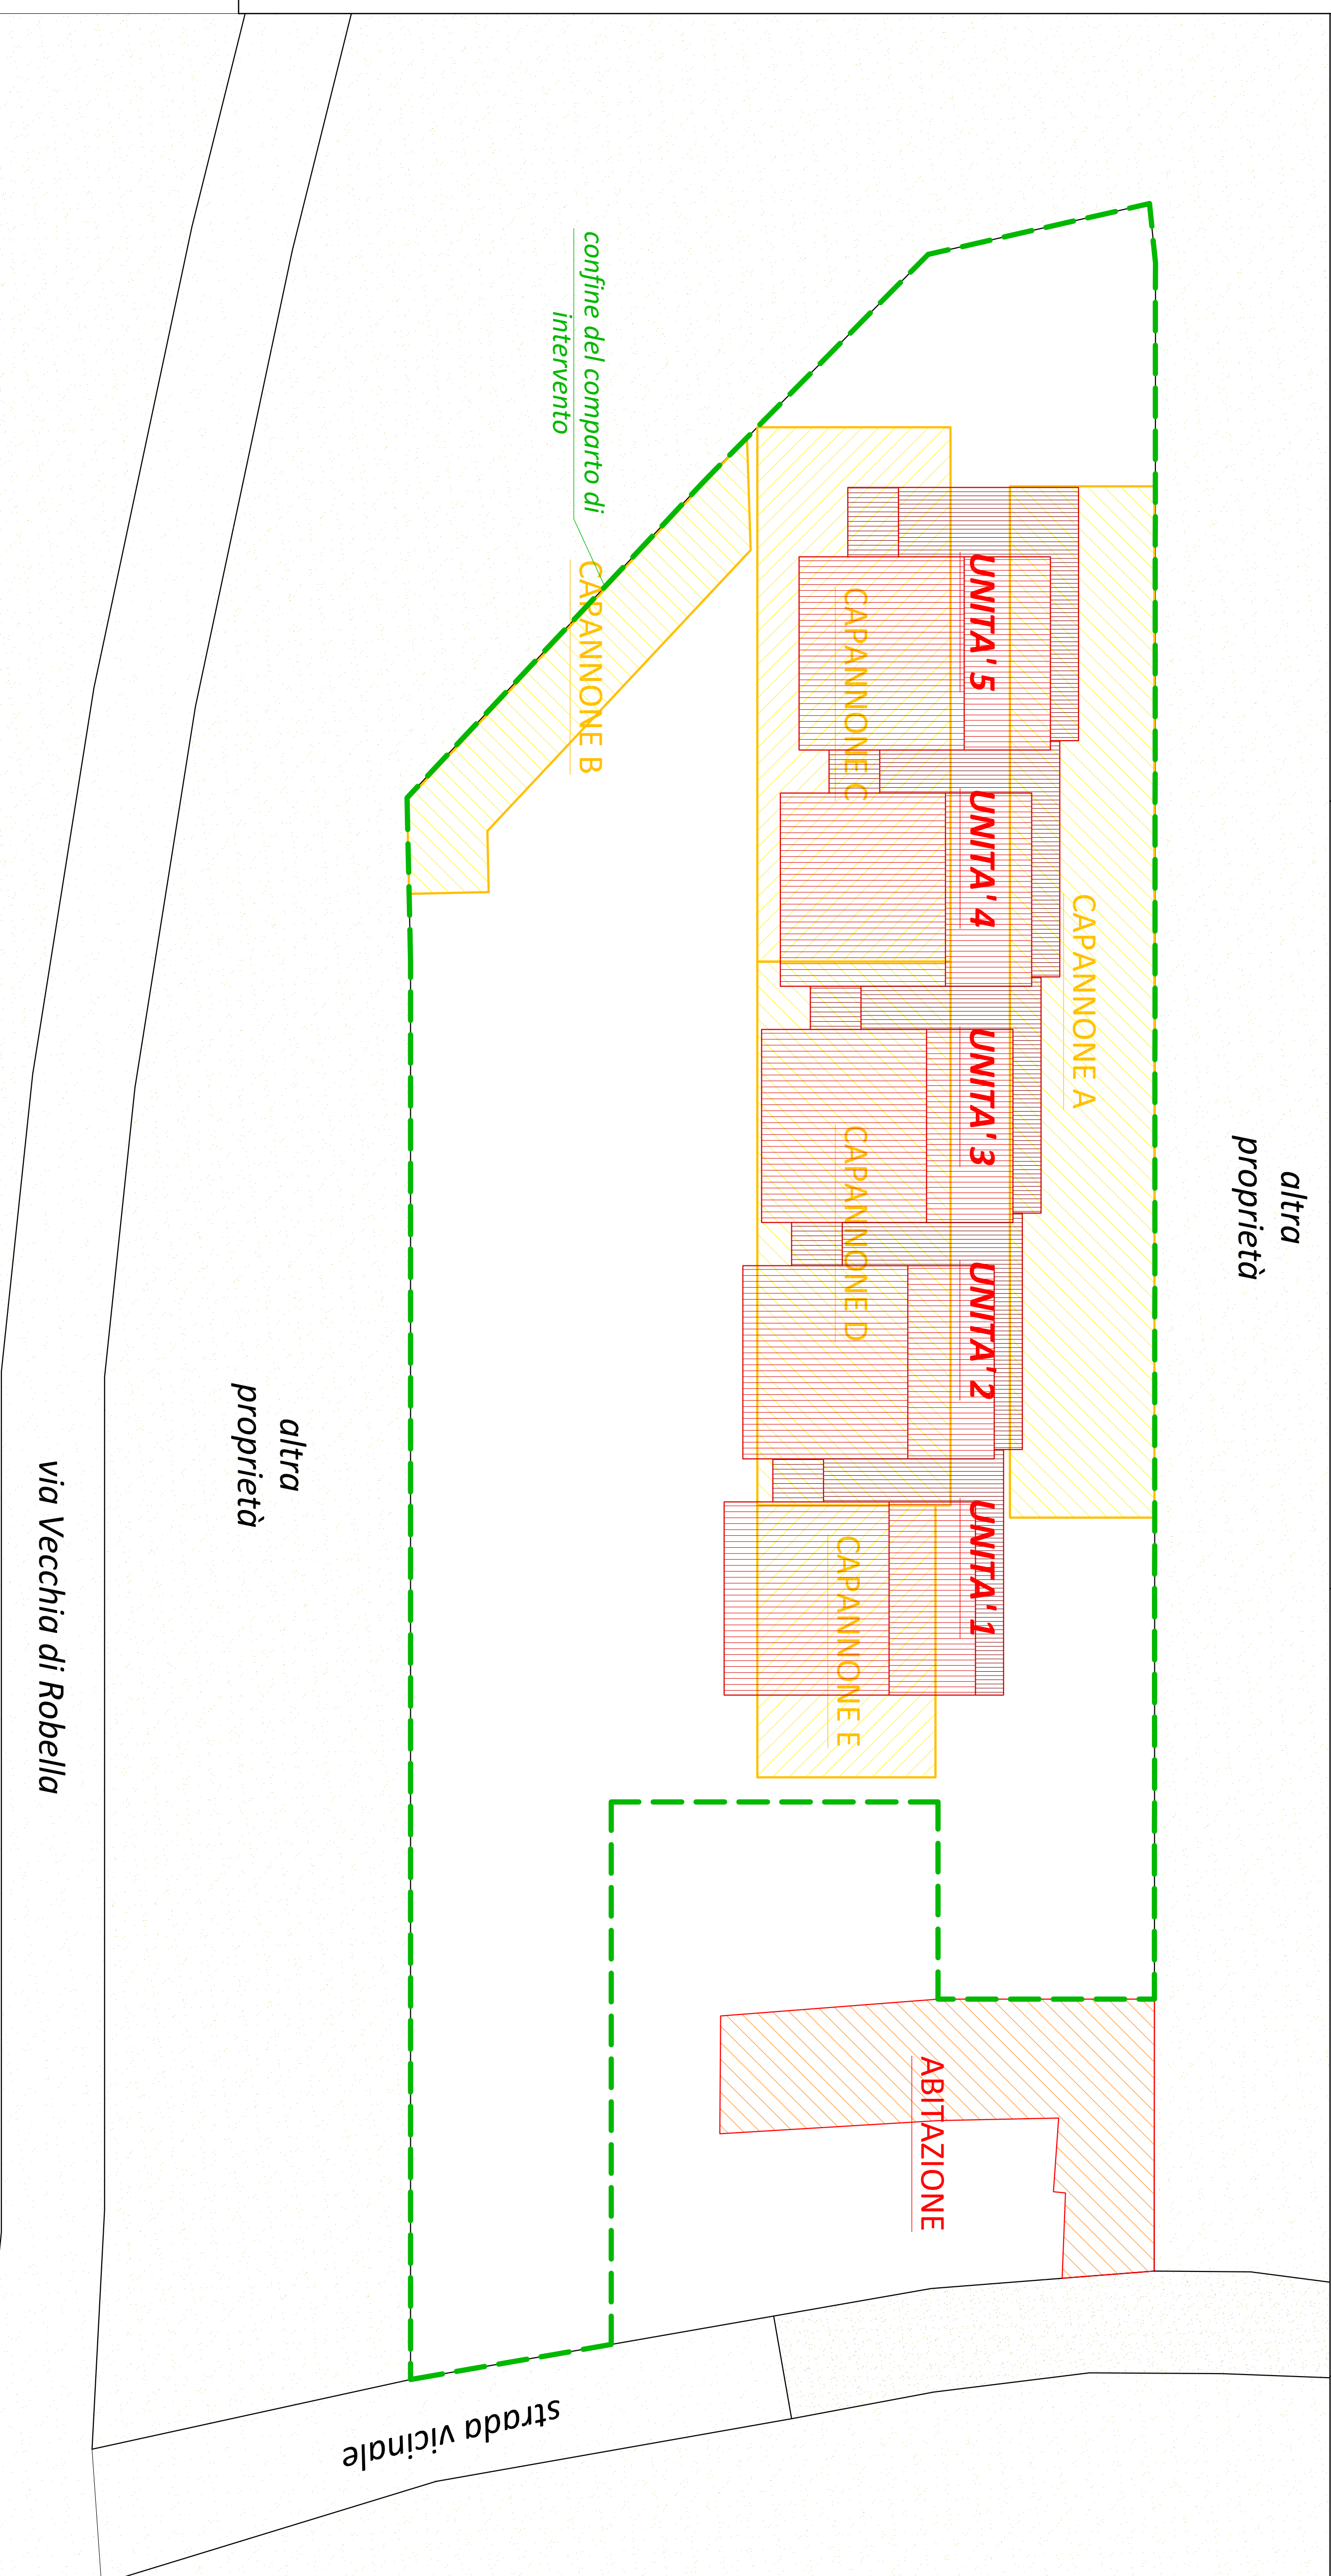 confine del comparto di
intervento
CAPANNONE B
UNITA' 5
CAPANNONE C
UNITA' 4
CAPANNONE A
UNITA' 3
CAPANNONE D
altra
proprietà
UNITA' 2
altra
proprietà
UNITA' 1
CAPANNONE E
via Vecchia di Robella
ABITAZIONE
strada vicinale